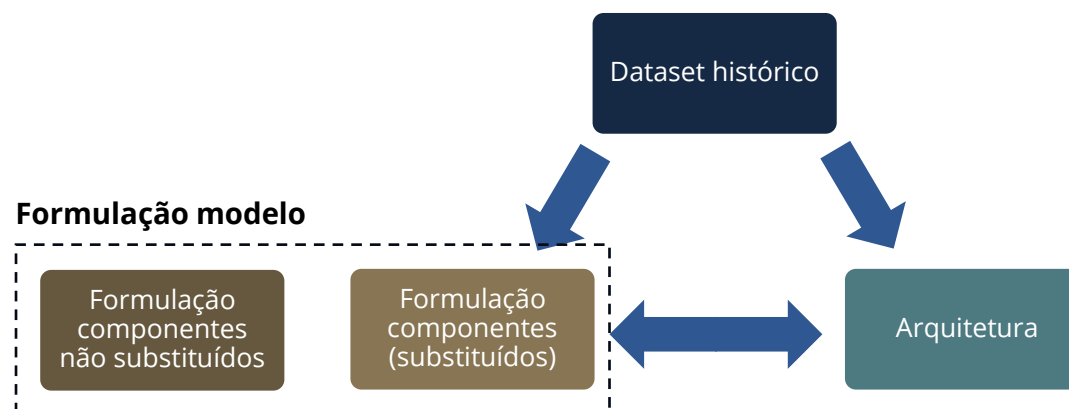 Dataset histórico
Formulação modelo
Formulação
componentes
não substituídos
Formulação
componentes
(substituídos)
Arquitetura